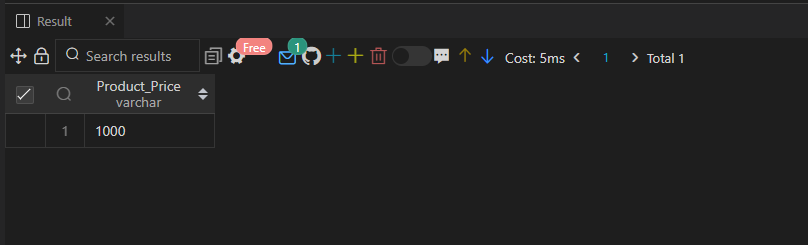 Result
Search results
Free
1
Cost: 5ms
1
Total 1
Product_Price
varchar
1
1000